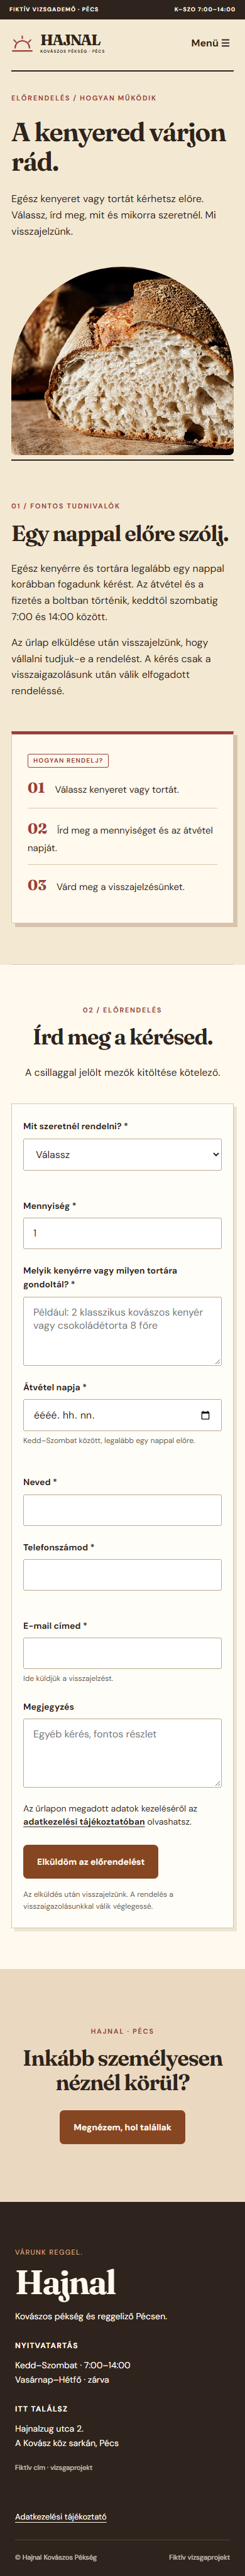 FIKTÍV VIZSGADEMÓ · PÉCS
K–SZO 7:00–14:00
HAJNAL
KOVÁSZOS PÉKSÉG · PÉCS
Menü ☰
ELŐRENDELÉS / HOGYAN MŰKÖDIK
A kenyered várjon
rád.
Egész kenyeret vagy tortát kérhetsz előre.
Válassz, írd meg, mit és mikorra szeretnél. Mi
visszajelzünk.
01 / FONTOS TUDNIVALÓK
Egy nappal előre szólj.
Egész kenyérre és tortára legalább egy nappal
korábban fogadunk kérést. Az átvétel és a
fizetés a boltban történik, keddtől szombatig
7:00 és 14:00 között.
Az űrlap elküldése után visszajelzünk, hogy
vállalni tudjuk-e a rendelést. A kérés csak a
visszaigazolásunk után válik elfogadott
rendeléssé.
HOGYAN RENDELJ?
01 Válassz kenyeret vagy tortát.
02 Írd meg a mennyiséget és az átvétel
napját.
03 Várd meg a visszajelzésünket.
02 / ELŐRENDELÉS
Írd meg a kérésed.
A csillaggal jelölt mezők kitöltése kötelező.
Mit szeretnél rendelni? *
Válassz
Mennyiség *
1
Melyik kenyérre vagy milyen tortára
gondoltál? *
Például: 2 klasszikus kovászos kenyér
vagy csokoládétorta 8 főre
Átvétel napja *
éééé. hh. nn.
Kedd–Szombat között, legalább egy nappal előre.
Neved *
Telefonszámod *
E-mail címed *
Ide küldjük a visszajelzést.
Megjegyzés
Egyéb kérés, fontos részlet
Az űrlapon megadott adatok kezeléséről az
adatkezelési tájékoztatóban olvashatsz.
Elküldöm az előrendelést
Az elküldés után visszajelzünk. A rendelés a
visszaigazolásunkkal válik véglegessé.
HAJNAL · PÉCS
Inkább személyesen
néznél körül?
Megnézem, hol talállak
VÁRUNK REGGEL.
Hajnal
Kovászos pékség és reggeliző Pécsen.
NYITVATARTÁS
Kedd–Szombat · 7:00–14:00
Vasárnap–Hétfő · zárva
ITT TALÁLSZ
Hajnalzug utca 2.
A Kovász köz sarkán, Pécs
Fiktív cím · vizsgaprojekt
Adatkezelési tájékoztató
© Hajnal Kovászos Pékség
Fiktív vizsgaprojekt